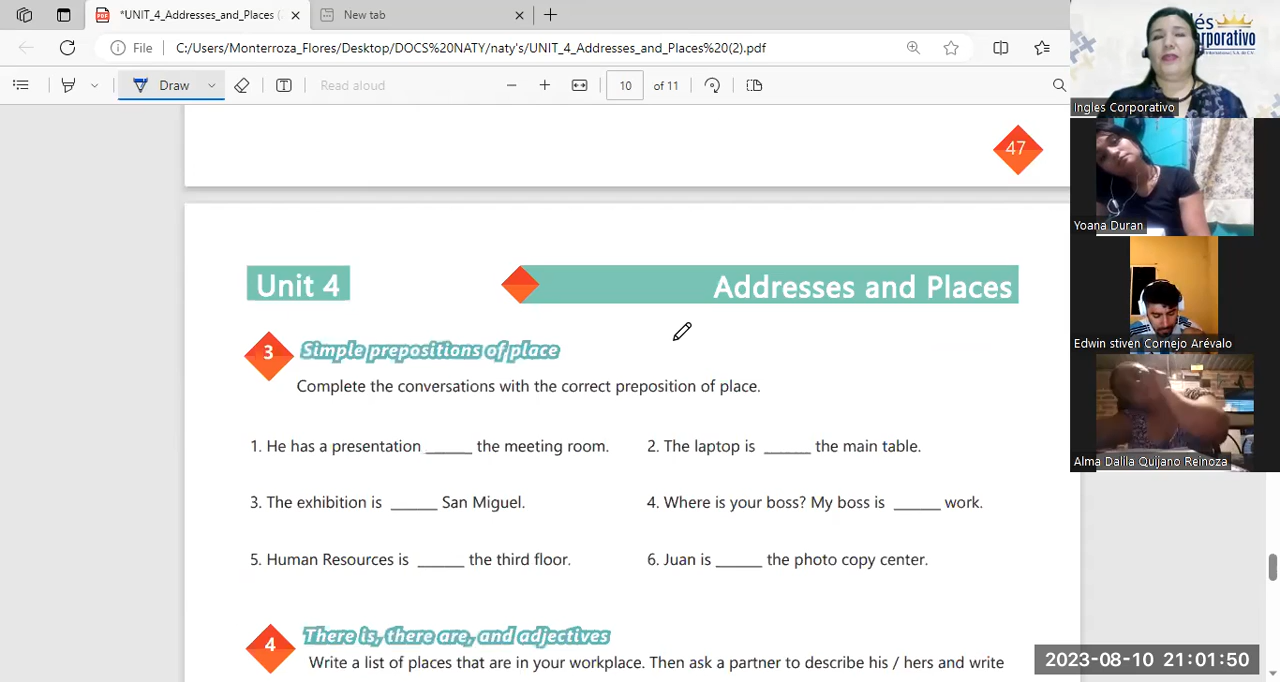 *UNIT_4_Addresses_and_Places (
New tab
File
C:/Users/Monterroza_Flores/Desktop/DOCS%20NATY/naty's/UNIT_4_Addresses_and_Places%20(2).pdf
Draw
Read aloud
10 of 11
47
Unit 4
Addresses and Places
3 Simple prepositions of place
Complete the conversations with the correct preposition of place.
1. He has a presentation ______ the meeting room.
2. The laptop is ______ the main table.
3. The exhibition is ______ San Miguel.
4. Where is your boss? My boss is ______ work.
5. Human Resources is ______ the third floor.
6. Juan is ______ the photo copy center.
4 There is, there are, and adjectives
Write a list of places that are in your workplace. Then ask a partner to describe his / hers and write
Ingles Corporativo
Yoana Duran
Edwin stiven Cornejo Arévalo
Alma Dalila Quijano Reinoza
2023-08-10 21:01:50